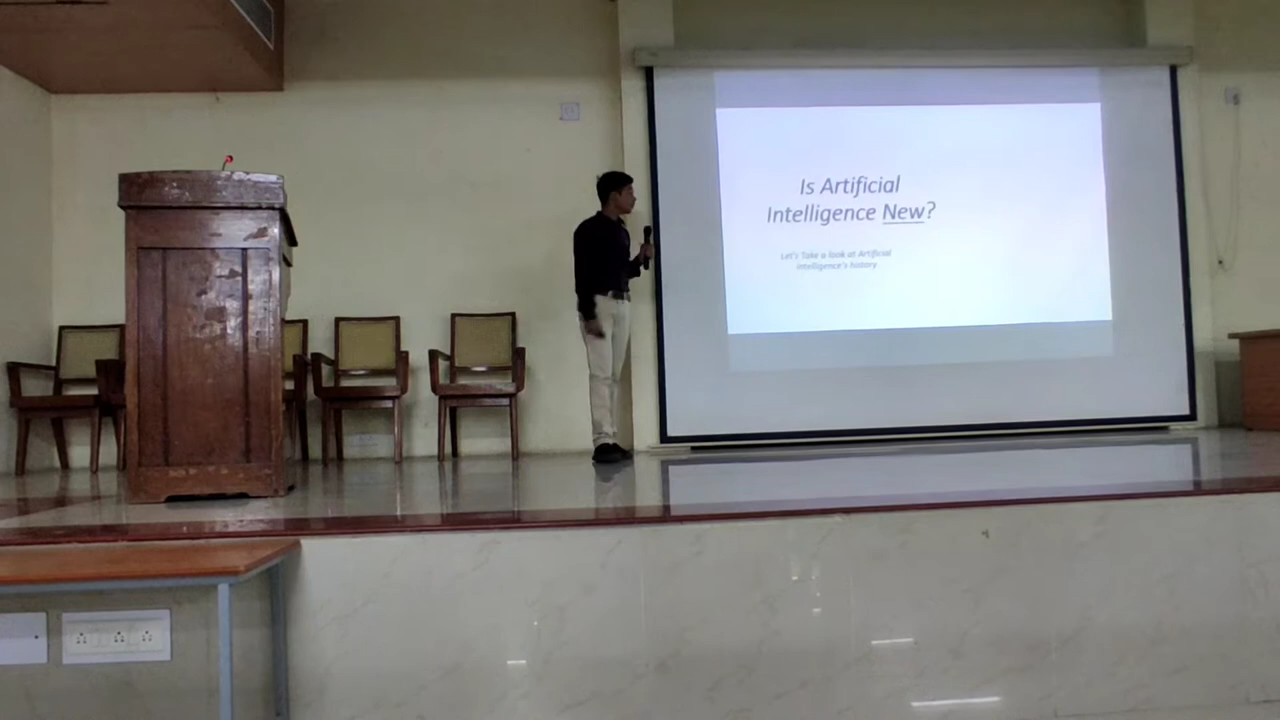 Is Artificial
Intelligence New?
Let's Take a look at Artificial
intelligence's history